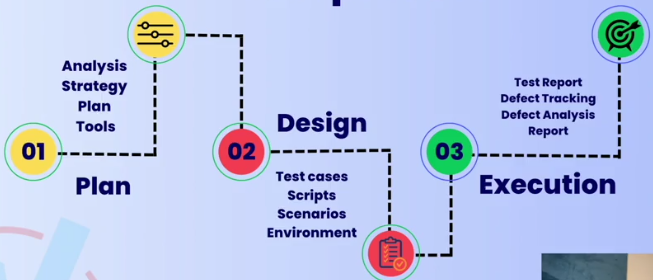 01
Plan
Analysis
Strategy
Plan
Tools
02
Design
Test cases
Scripts
Scenarios
Environment
03
Execution
Test Report
Defect Tracking
Defect Analysis
Report